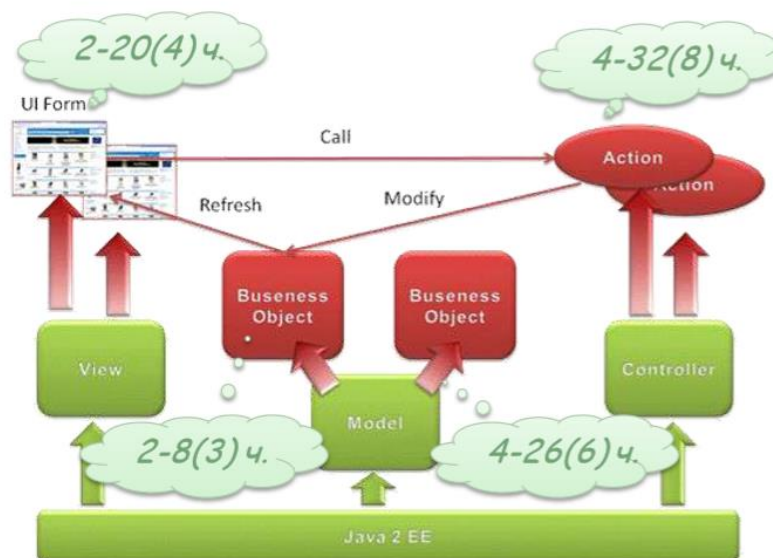 2-20(4) ч.
4-32(8) ч.
UI Form
Call
Action
Action
Refresh
Modify
Buseness
Object
Buseness
Object
View
Controller
Model
2-8(3) ч.
4-26(6) ч.
Java 2 EE